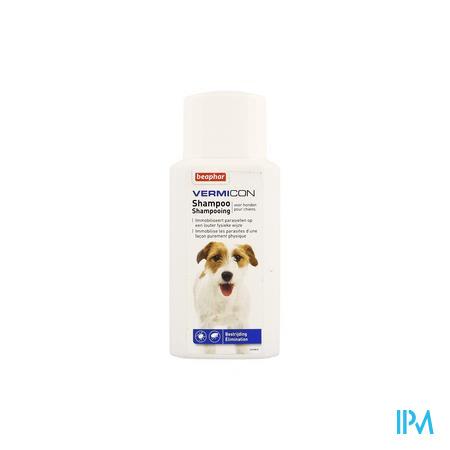 beaphar
VERMICON
Shampoo voor honden
Shampooing pour chiens
Immobiliseert parasieten op
een louter fysieke wijze
Immobilise les parasites d'une
façon purement physique
Bestrijding
Élimination
IPM